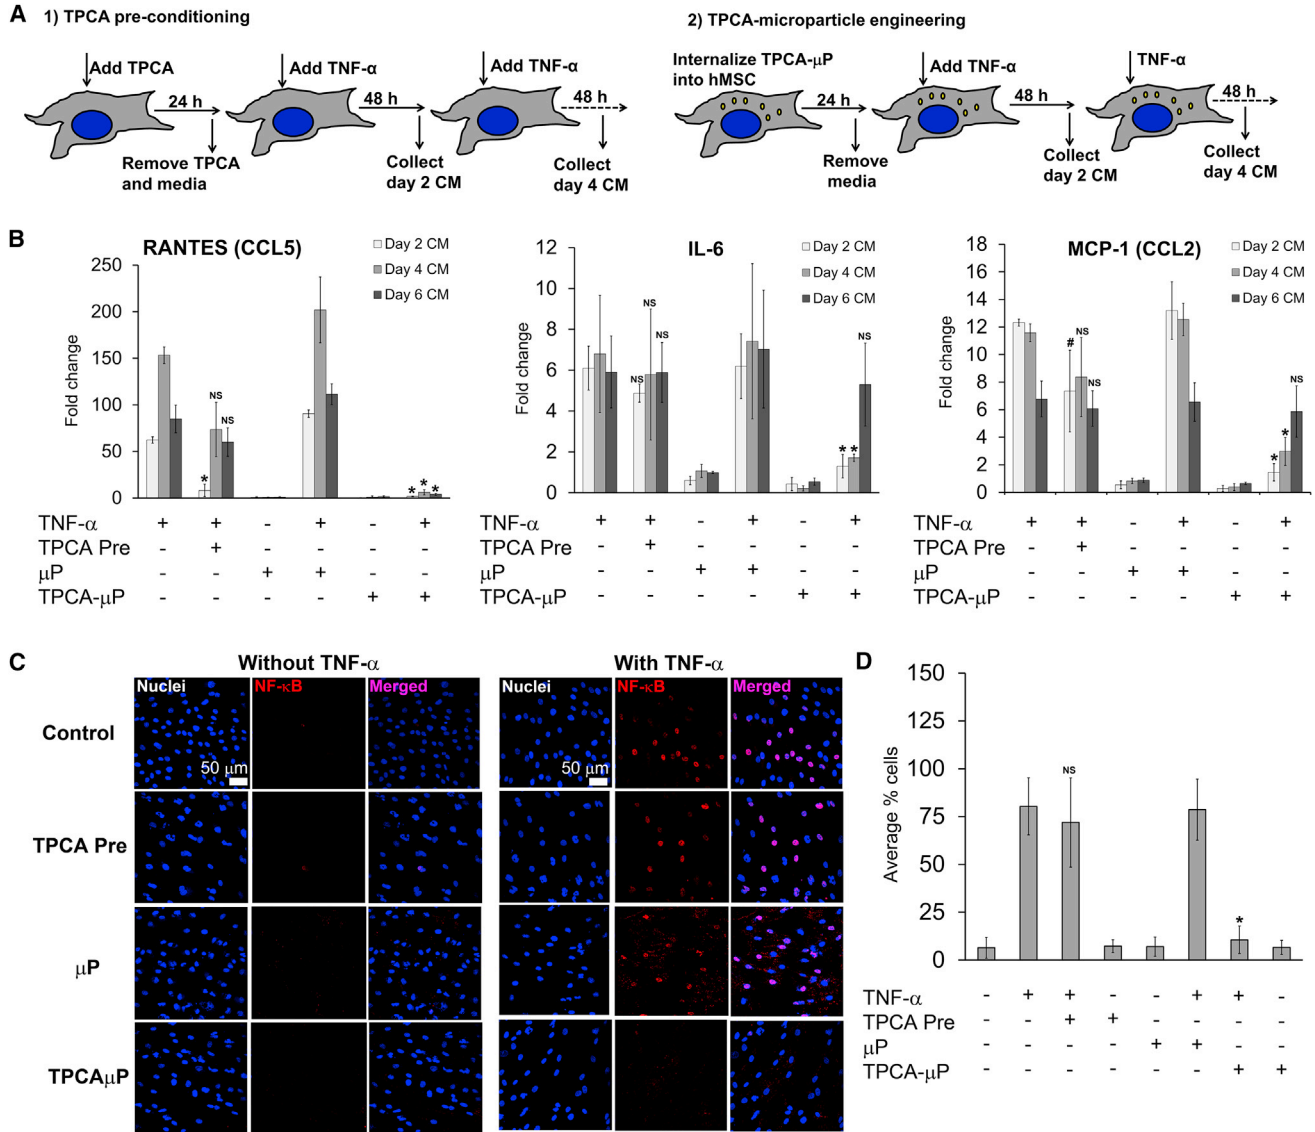 A
1) TPCA pre-conditioning
2) TPCA-microparticle engineering
Add TPCA
24 h
Remove TPCA
and media
Add TNF-α
48 h
Collect
day 2 CM
Add TNF-α
48 h
Collect
day 4 CM
Internalize TPCA-μP
into hMSC
24 h
Remove
media
Add TNF-α
48 h
Collect
day 2 CM
TNF-α
48 h
Collect
day 4 CM
B
RANTES (CCL5)
Day 2 CM
Day 4 CM
Day 6 CM
Fold change
250
200
150
100
50
0
* NS NS * * *
TNF-α + + - + - +
TPCA Pre - + - - - -
μP - - + + - -
TPCA-μP - - - - + +
IL-6
Day 2 CM
Day 4 CM
Day 6 CM
Fold change
12
10
8
6
4
2
0
NS NS NS * * NS
TNF-α + + - + - +
TPCA Pre - + - - - -
μP - - + + - -
TPCA-μP - - - - + +
MCP-1 (CCL2)
Day 2 CM
Day 4 CM
Day 6 CM
Fold change
18
16
14
12
10
8
6
4
2
0
# NS NS * * NS
TNF-α + + - + - +
TPCA Pre - + - - - -
μP - - + + - -
TPCA-μP - - - - + +
C
Without TNF-α
With TNF-α
Nuclei NF-κB Merged
Nuclei NF-κB Merged
Control
50 μm
50 μm
TPCA Pre
μP
TPCAμP
D
Average % cells
150
125
100
75
50
25
0
NS *
TNF-α - + + - - + + -
TPCA Pre - - + + - - - -
μP - - - - + + - -
TPCA-μP - - - - - - + +